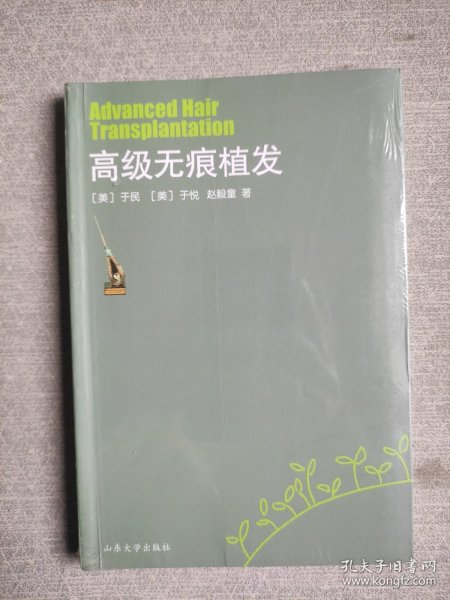 Advanced Hair
Transplantation
高级无痕植发
［美］于民 ［美］于悦 赵毅童 著
山东大学出版社
孔夫子旧书网
www.kongfz.com